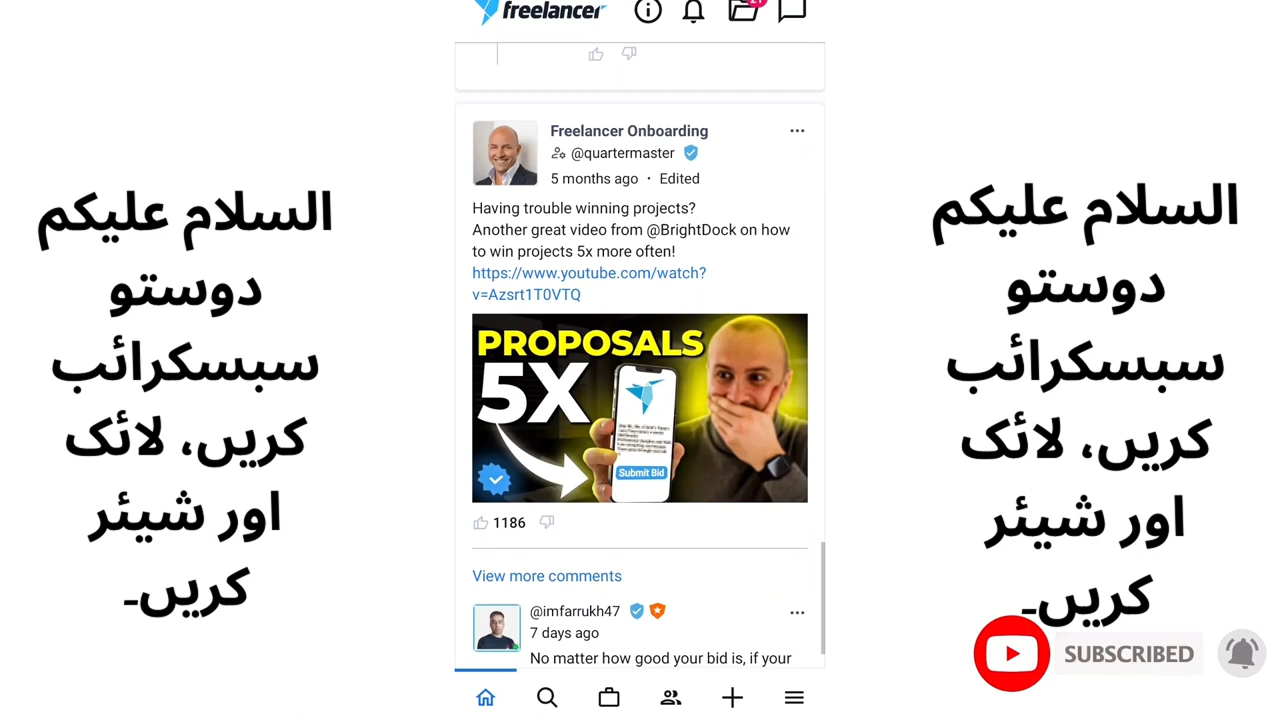 السلام علیکم
دوستو
سبسکرائب
کریں، لائک
اور شیئر
کریں۔
freelancer
21
Freelancer Onboarding
@quartermaster
5 months ago · Edited
Having trouble winning projects?
Another great video from @BrightDock on how
to win projects 5x more often!
https://www.youtube.com/watch?
v=Azsrt1T0VTQ
PROPOSALS
5X
Submit Bid
1186
View more comments
@imfarrukh47
7 days ago
No matter how good your bid is, if your
السلام علیکم
دوستو
سبسکرائب
کریں، لائک
اور شیئر
کریں۔
SUBSCRIBED